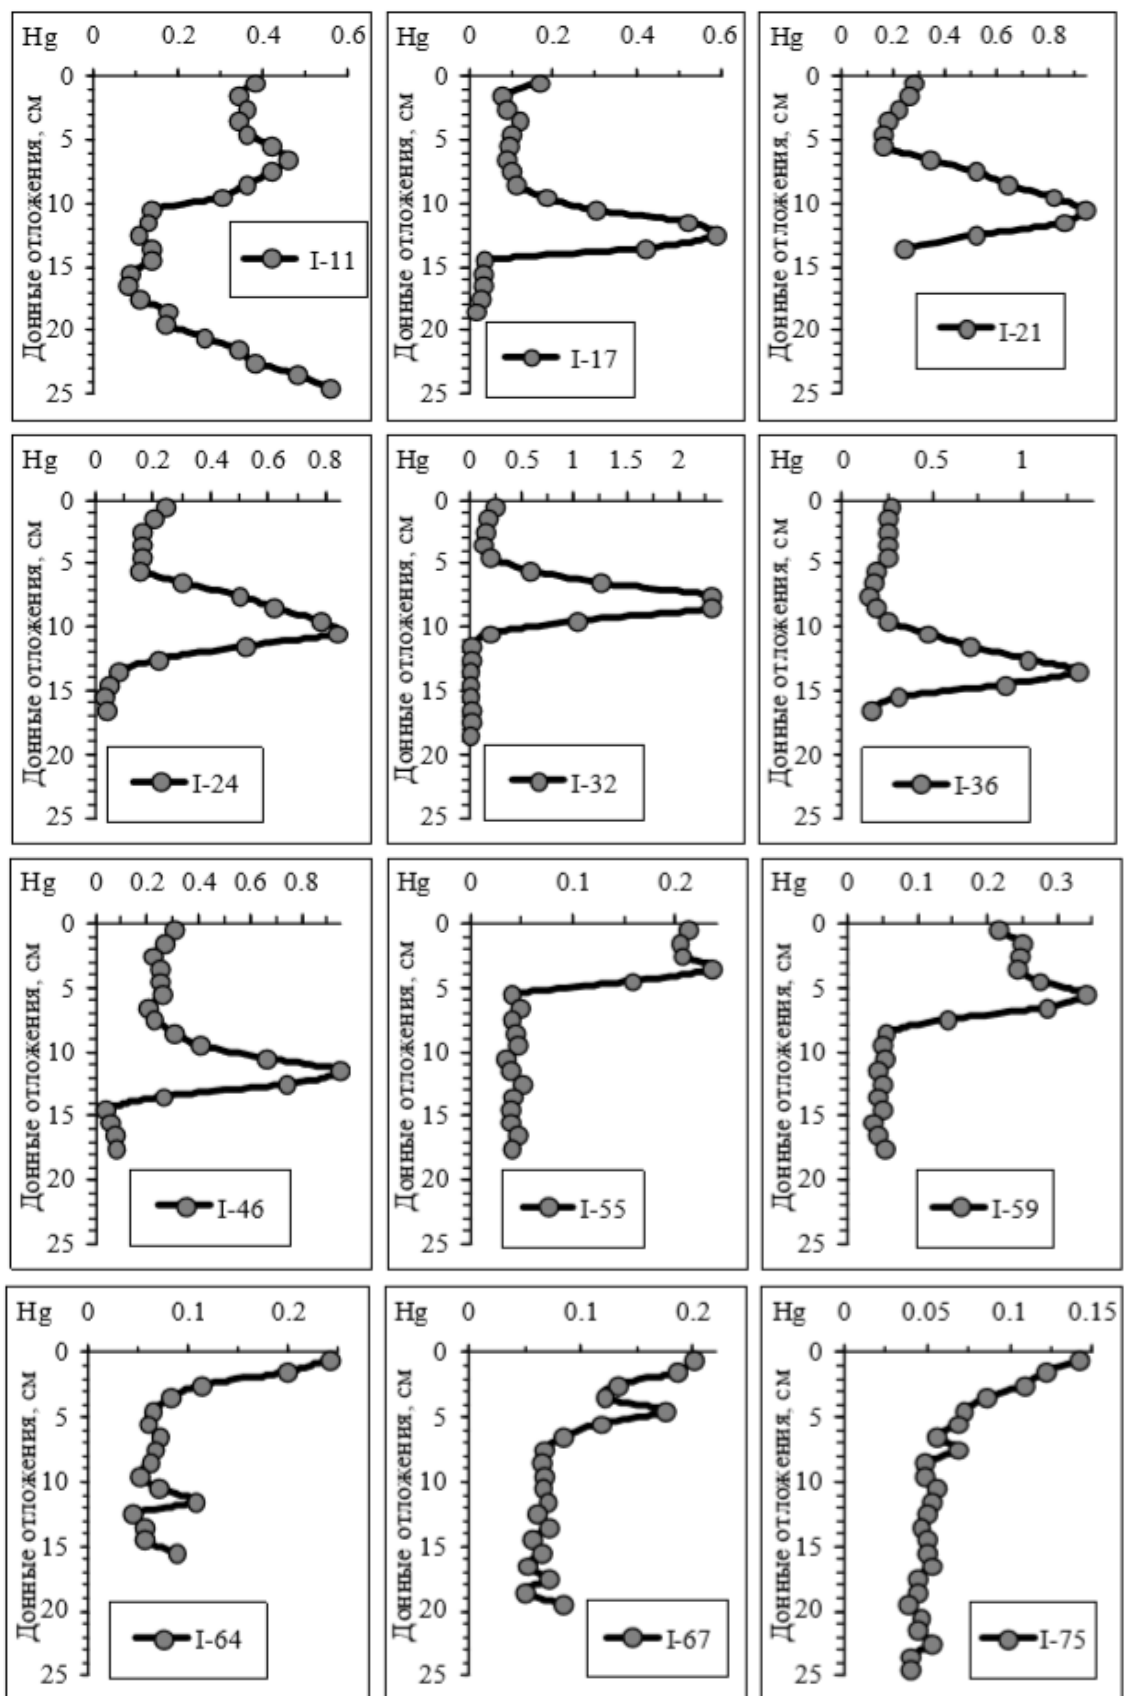 Hg 0 0.2 0.4 0.6
0
5
10
15
20
25
Донные отложения, см
I-11
Hg 0 0.2 0.4 0.6
0
5
10
15
20
25
Донные отложения, см
I-17
Hg 0 0.2 0.4 0.6 0.8
0
5
10
15
20
25
Донные отложения, см
I-21
Hg 0 0.2 0.4 0.6 0.8
0
5
10
15
20
25
Донные отложения, см
I-24
Hg 0 0.5 1 1.5 2
0
5
10
15
20
25
Донные отложения, см
I-32
Hg 0 0.5 1
0
5
10
15
20
25
Донные отложения, см
I-36
Hg 0 0.2 0.4 0.6 0.8
0
5
10
15
20
25
Донные отложения, см
I-46
Hg 0 0.1 0.2
0
5
10
15
20
25
Донные отложения, см
I-55
Hg 0 0.1 0.2 0.3
0
5
10
15
20
25
Донные отложения, см
I-59
Hg 0 0.1 0.2
0
5
10
15
20
25
Донные отложения, см
I-64
Hg 0 0.1 0.2
0
5
10
15
20
25
Донные отложения, см
I-67
Hg 0 0.05 0.1 0.15
0
5
10
15
20
25
Донные отложения, см
I-75